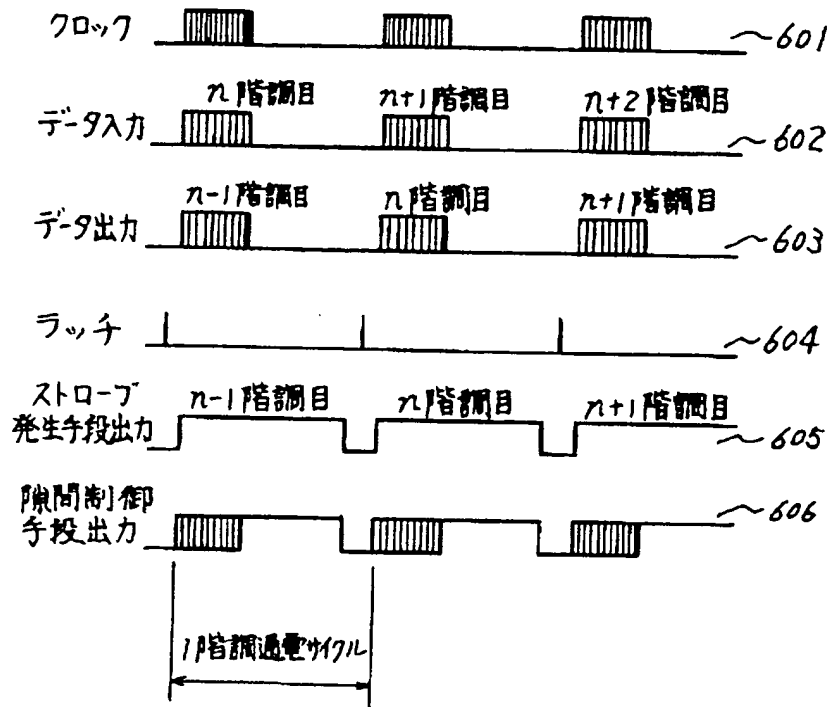 クロック
601
n階調目
n+1階調目
n+2階調目
データ入力
602
n-1階調目
n階調目
n+1階調目
データ出力
603
ラッチ
604
ストローブ
発生手段出力
n-1階調目
n階調目
n+1階調目
605
隙間制御
手段出力
606
1階調通電サイクル